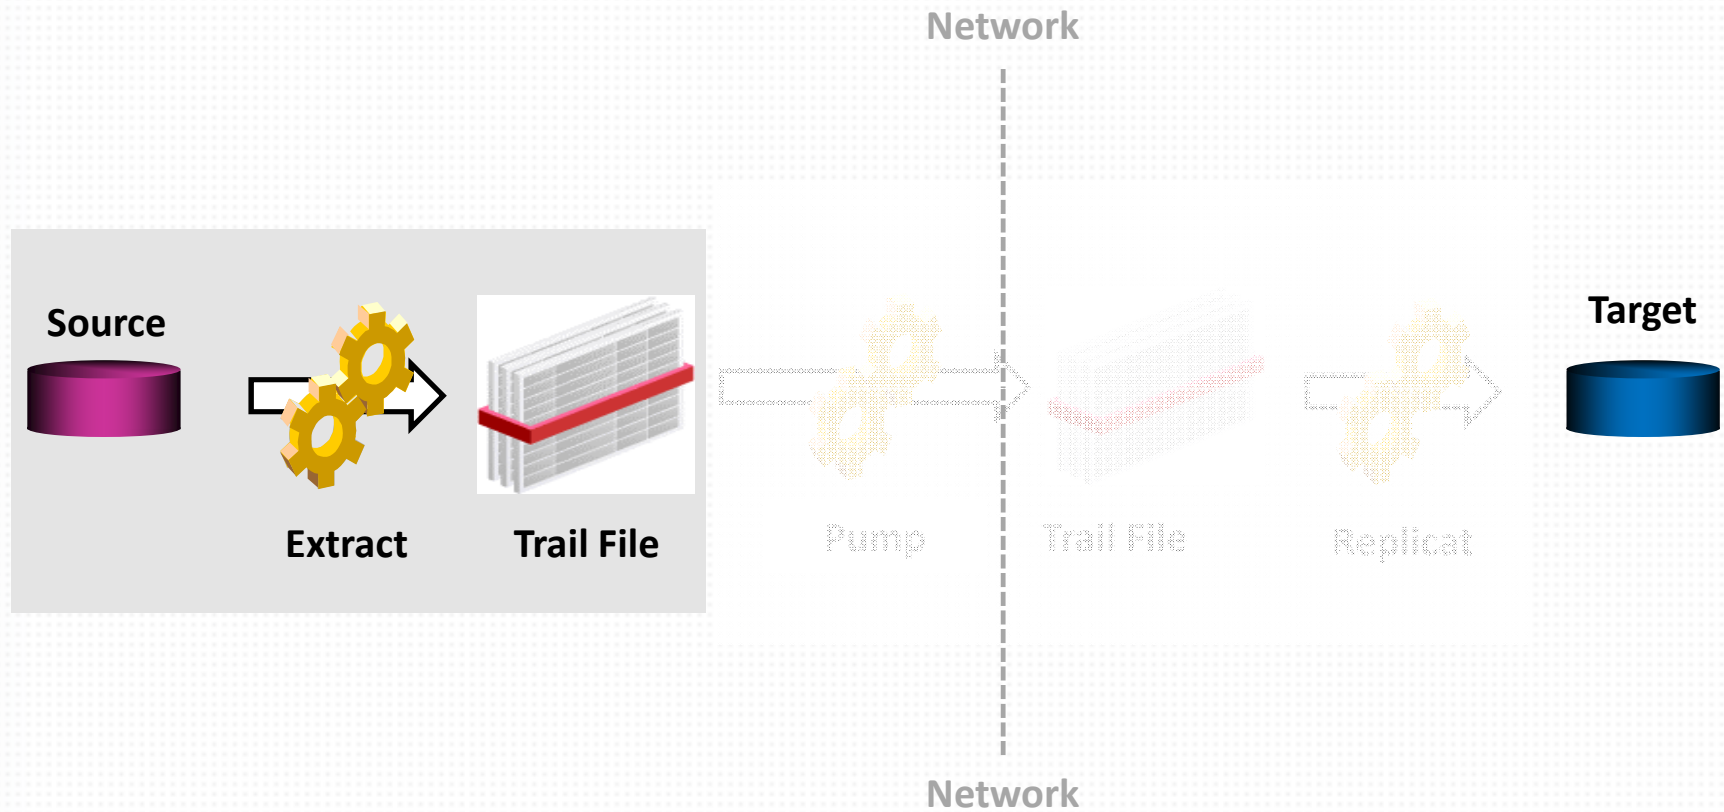 Network
Source
Target
Extract
Trail File
Pump
Trail File
Replicat
Network